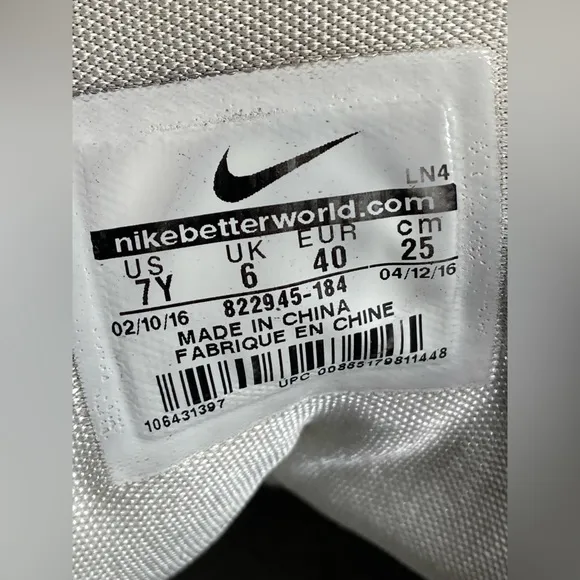 LN4
nikebetterworld.com
US UK EUR cm
7Y 6 40 25
02/10/16 822945-184 04/12/16
MADE IN CHINA
FABRIQUE EN CHINE
UPC 00885179811448
106431397